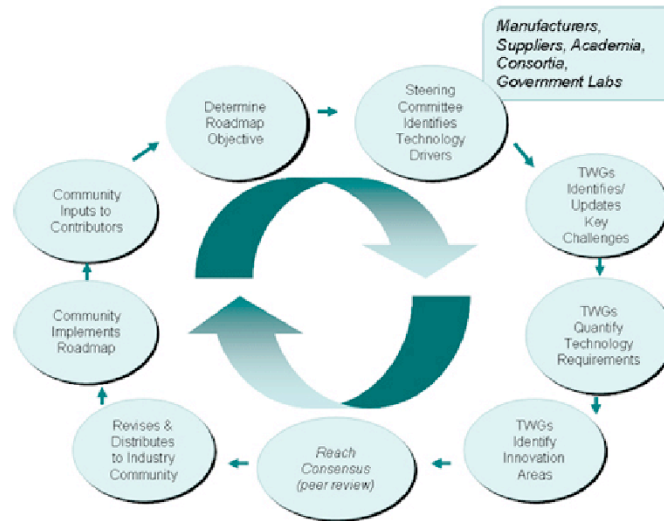 Manufacturers,
Suppliers, Academia,
Consortia,
Government Labs
Determine
Roadmap
Objective
Steering
Committee
Identifies
Technology
Drivers
TWGs
Identifies/
Updates
Key
Challenges
TWGs
Quantify
Technology
Requirements
TWGs
Identify
Innovation
Areas
Reach
Consensus
(peer review)
Revises &
Distributes
to Industry
Community
Community
Implements
Roadmap
Community
Inputs to
Contributors